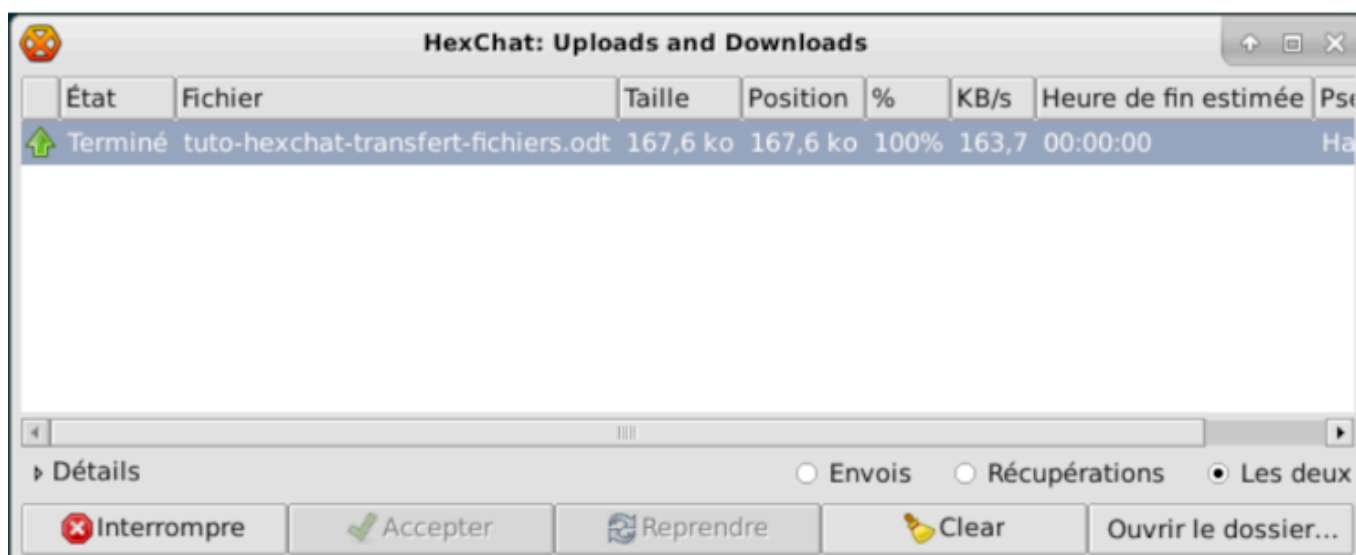 HexChat: Uploads and Downloads
État Fichier Taille Position % KB/s Heure de fin estimée Pse
Terminé tuto-hexchat-transfert-fichiers.odt 167,6 ko 167,6 ko 100% 163,7 00:00:00 Ha
Détails Envois Récupérations Les deux
Interrompre Accepter Reprendre Clear Ouvrir le dossier...